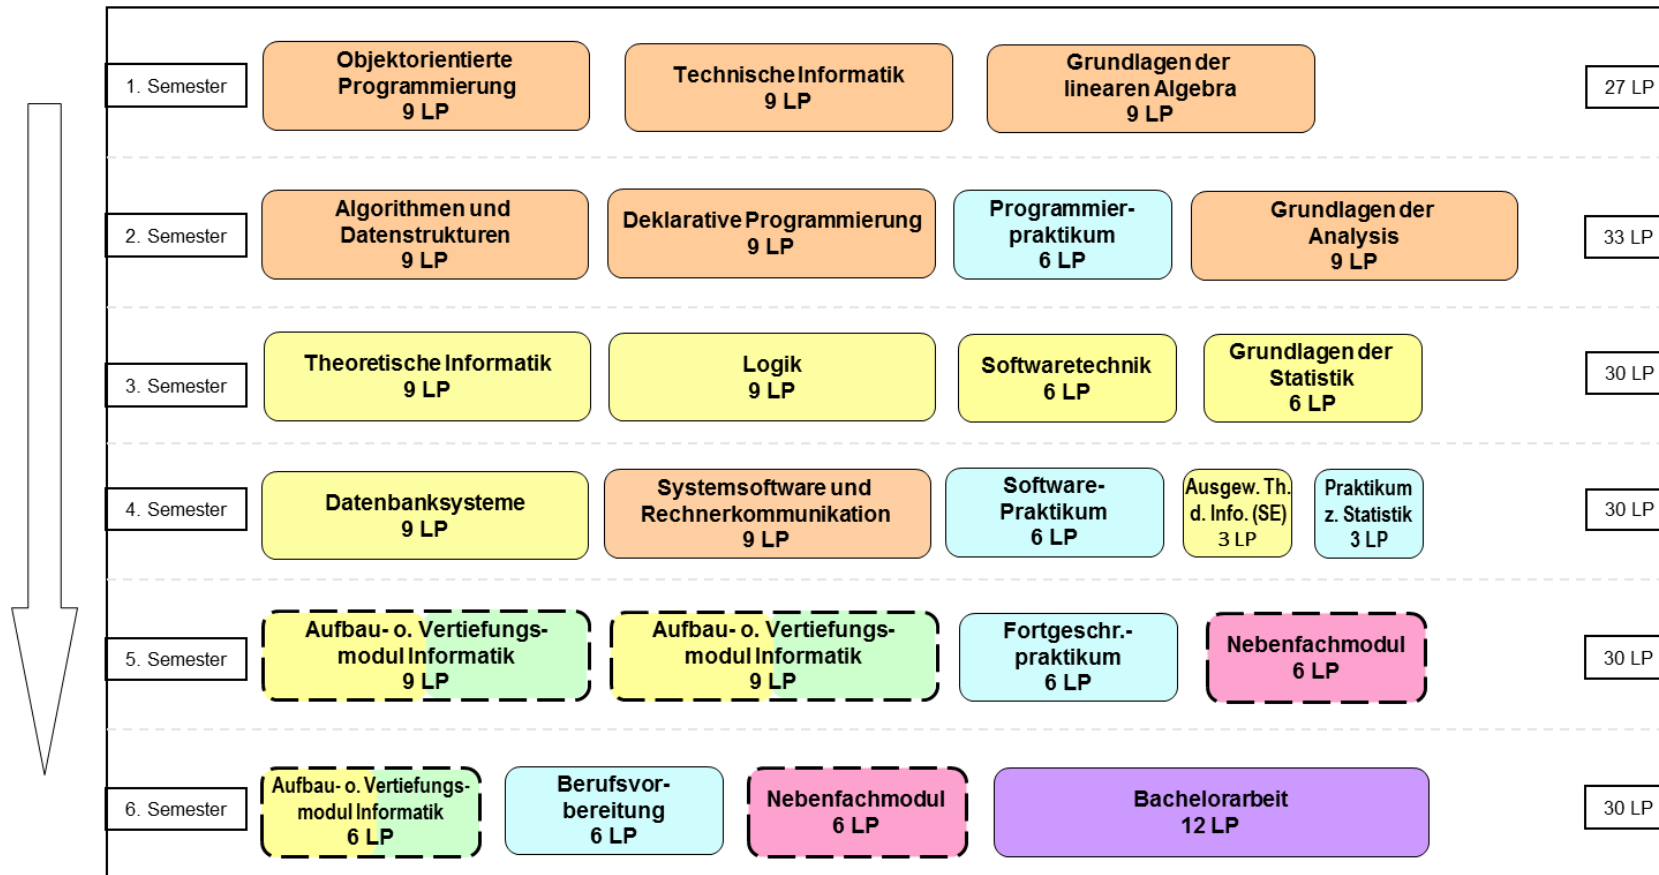 1. Semester
Objektorientierte
Programmierung
9 LP
Technische Informatik
9 LP
Grundlagen der
linearen Algebra
9 LP
27 LP
2. Semester
Algorithmen und
Datenstrukturen
9 LP
Deklarative Programmierung
9 LP
Programmier-
praktikum
6 LP
Grundlagen der
Analysis
9 LP
33 LP
3. Semester
Theoretische Informatik
9 LP
Logik
9 LP
Softwaretechnik
6 LP
Grundlagen der
Statistik
6 LP
30 LP
4. Semester
Datenbanksysteme
9 LP
Systemsoftware und
Rechnerkommunikation
9 LP
Software-
Praktikum
6 LP
Ausgew. Th.
d. Info. (SE)
3 LP
Praktikum
z. Statistik
3 LP
30 LP
5. Semester
Aufbau- o. Vertiefungs-
modul Informatik
9 LP
Aufbau- o. Vertiefungs-
modul Informatik
9 LP
Fortgeschr.-
praktikum
6 LP
Nebenfachmodul
6 LP
30 LP
6. Semester
Aufbau- o. Vertiefungs-
modul Informatik
6 LP
Berufsvor-
bereitung
6 LP
Nebenfachmodul
6 LP
Bachelorarbeit
12 LP
30 LP